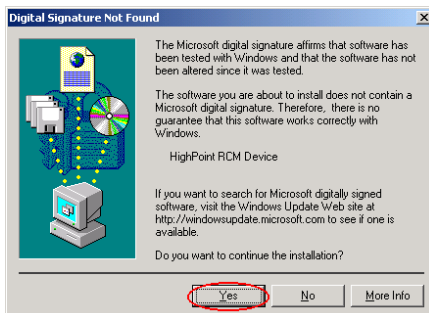 Digital Signature Not Found
The Microsoft digital signature affirms that software has
been tested with Windows and that the software has not
been altered since it was tested.
The software you are about to install does not contain a
Microsoft digital signature. Therefore, there is no
guarantee that this software works correctly with
Windows.
HighPoint RCM Device
If you want to search for Microsoft digitally signed
software, visit the Windows Update Web site at
http://windowsupdate.microsoft.com to see if one is
available.
Do you want to continue the installation?
Yes No More Info